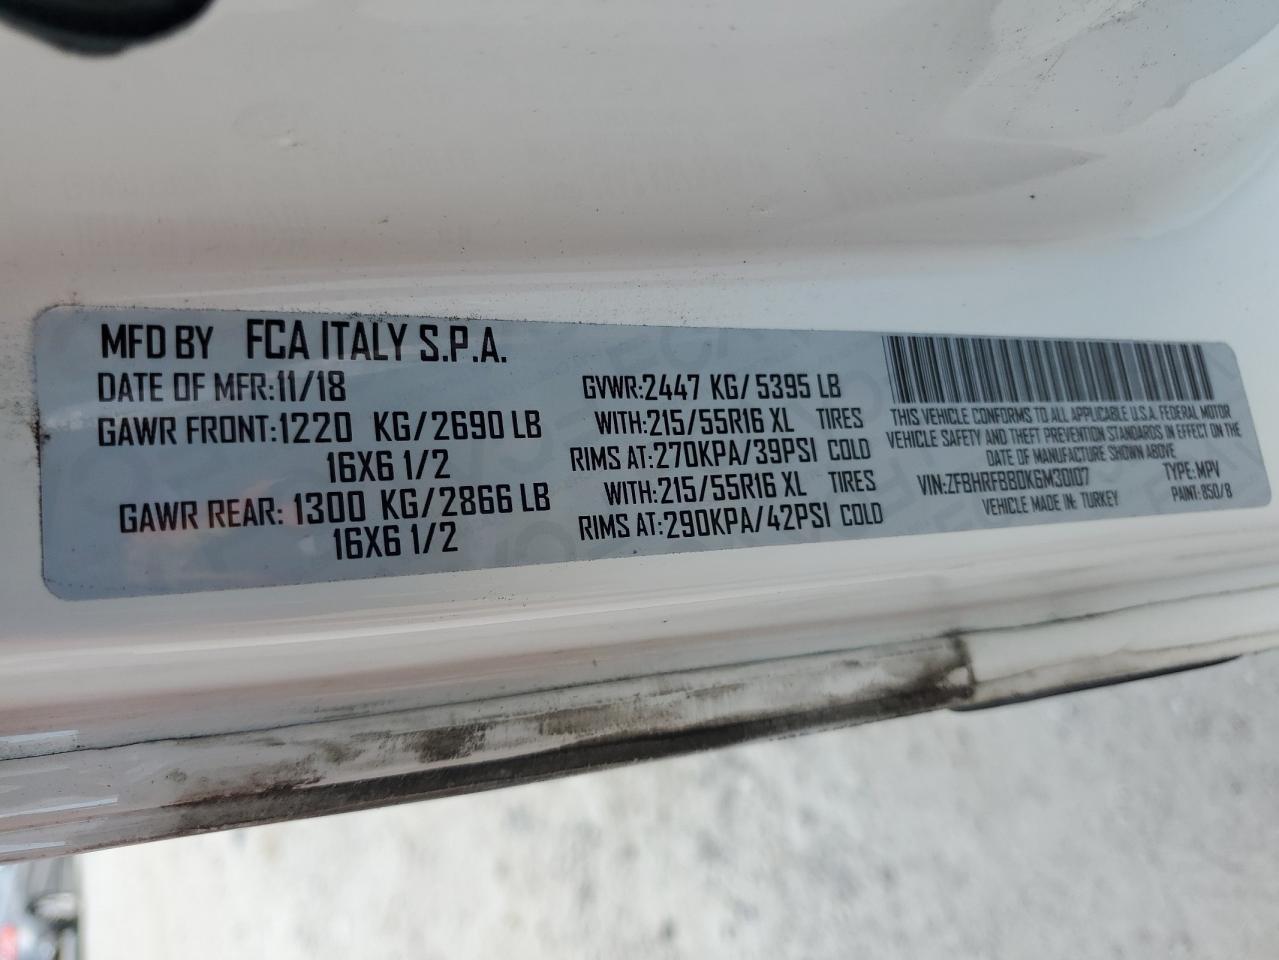 MFD BY FCA ITALY S.P.A.
DATE OF MFR:11/18 GVWR:2447 KG/5395 LB
GAWR FRONT:1220 KG/2690 LB WITH:215/55R16 XL TIRES
16X6 1/2 RIMS AT:270KPA/39PSI COLD
GAWR REAR: 1300 KG/2866 LB WITH:215/55R16 XL TIRES
16X6 1/2 RIMS AT:290KPA/42PSI COLD
THIS VEHICLE CONFORMS TO ALL APPLICABLE U.S.A. FEDERAL MOTOR
VEHICLE SAFETY AND THEFT PREVENTION STANDARDS IN EFFECT ON THE
DATE OF MANUFACTURE SHOWN ABOVE
VIN:ZFBHRFBB0K6M30107 TYPE: MPV
VEHICLE MADE IN: TURKEY PAINT: 850/8